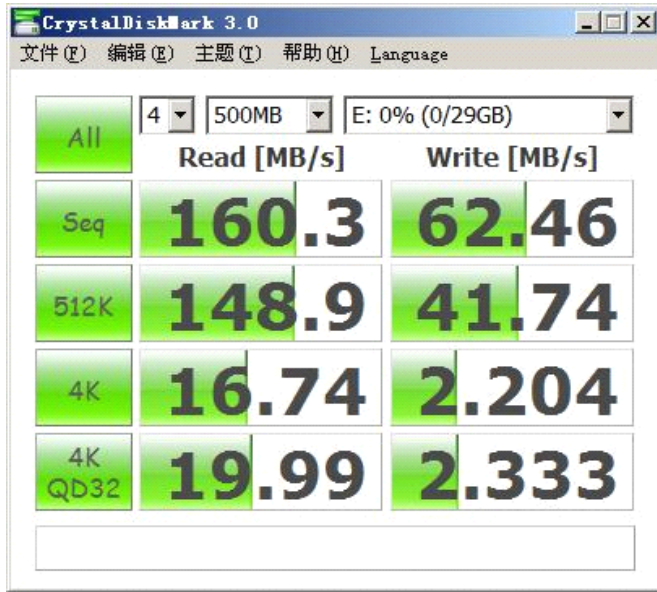 CrystalDiskMark 3.0
文件(F) 编辑(E) 主题(T) 帮助(H) Language
All 4 500MB E: 0% (0/29GB)
Read [MB/s] Write [MB/s]
Seq 160.3 62.46
512K 148.9 41.74
4K 16.74 2.204
4K
QD32 19.99 2.333